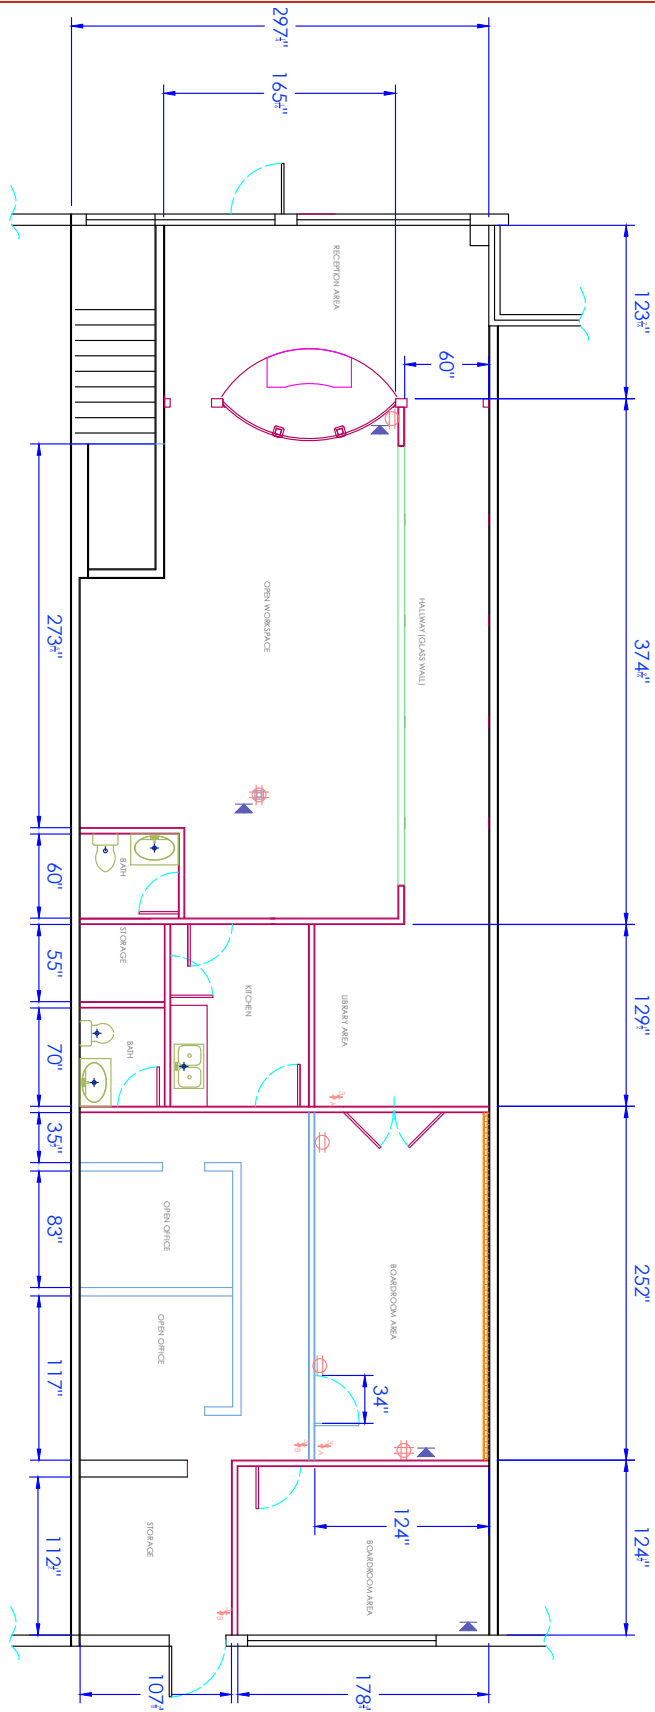 297"
165"
RECEPTION AREA
123"
60"
374"
OPEN WORKSPACE
HALLWAY [GLASS WALL]
273"
BATH
60"
STORAGE
55"
KITCHEN
LIBRARY AREA
129"
BATH
70"
35"
OPEN OFFICE
83"
BOARDROOM AREA
252"
OPEN OFFICE
117"
34"
STORAGE
112"
124"
BOARDROOM AREA
124"
107"
178"